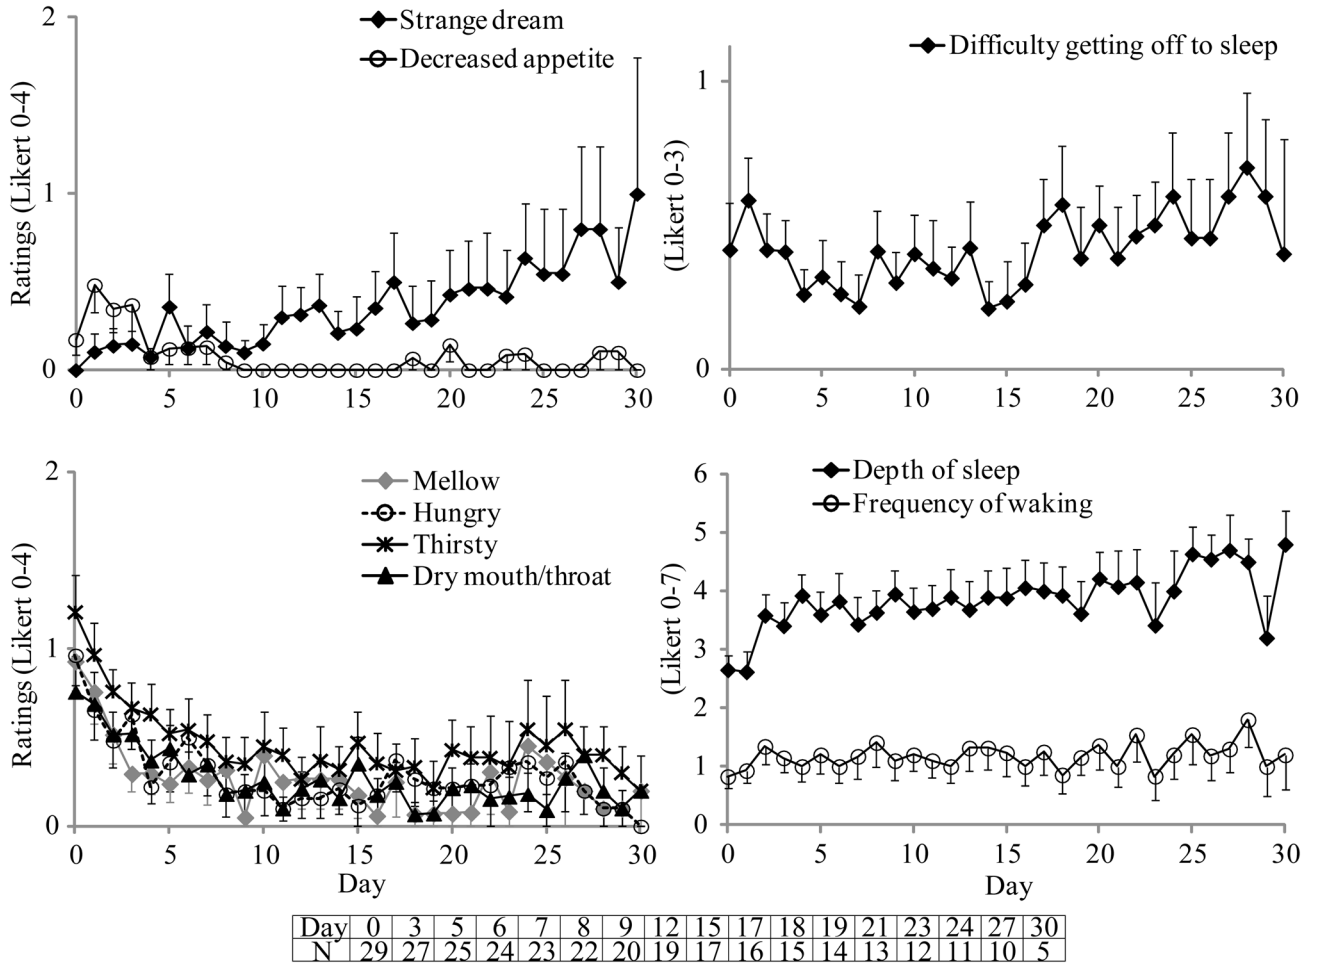 Ratings (Likert 0-4)
2
1
0
Strange dream
Decreased appetite
0 5 10 15 20 25 30
(Likert 0-3)
1
0
Difficulty getting off to sleep
0 5 10 15 20 25 30
Ratings (Likert 0-4)
2
1
0
Mellow
Hungry
Thirsty
Dry mouth/throat
0 5 10 15 20 25 30
Day
(Likert 0-7)
6
5
4
3
2
1
0
Depth of sleep
Frequency of waking
0 5 10 15 20 25 30
Day
Day 0 3 5 6 7 8 9 12 15 17 18 19 21 23 24 27 30
N 29 27 25 24 23 22 20 19 17 16 15 14 13 12 11 10 5